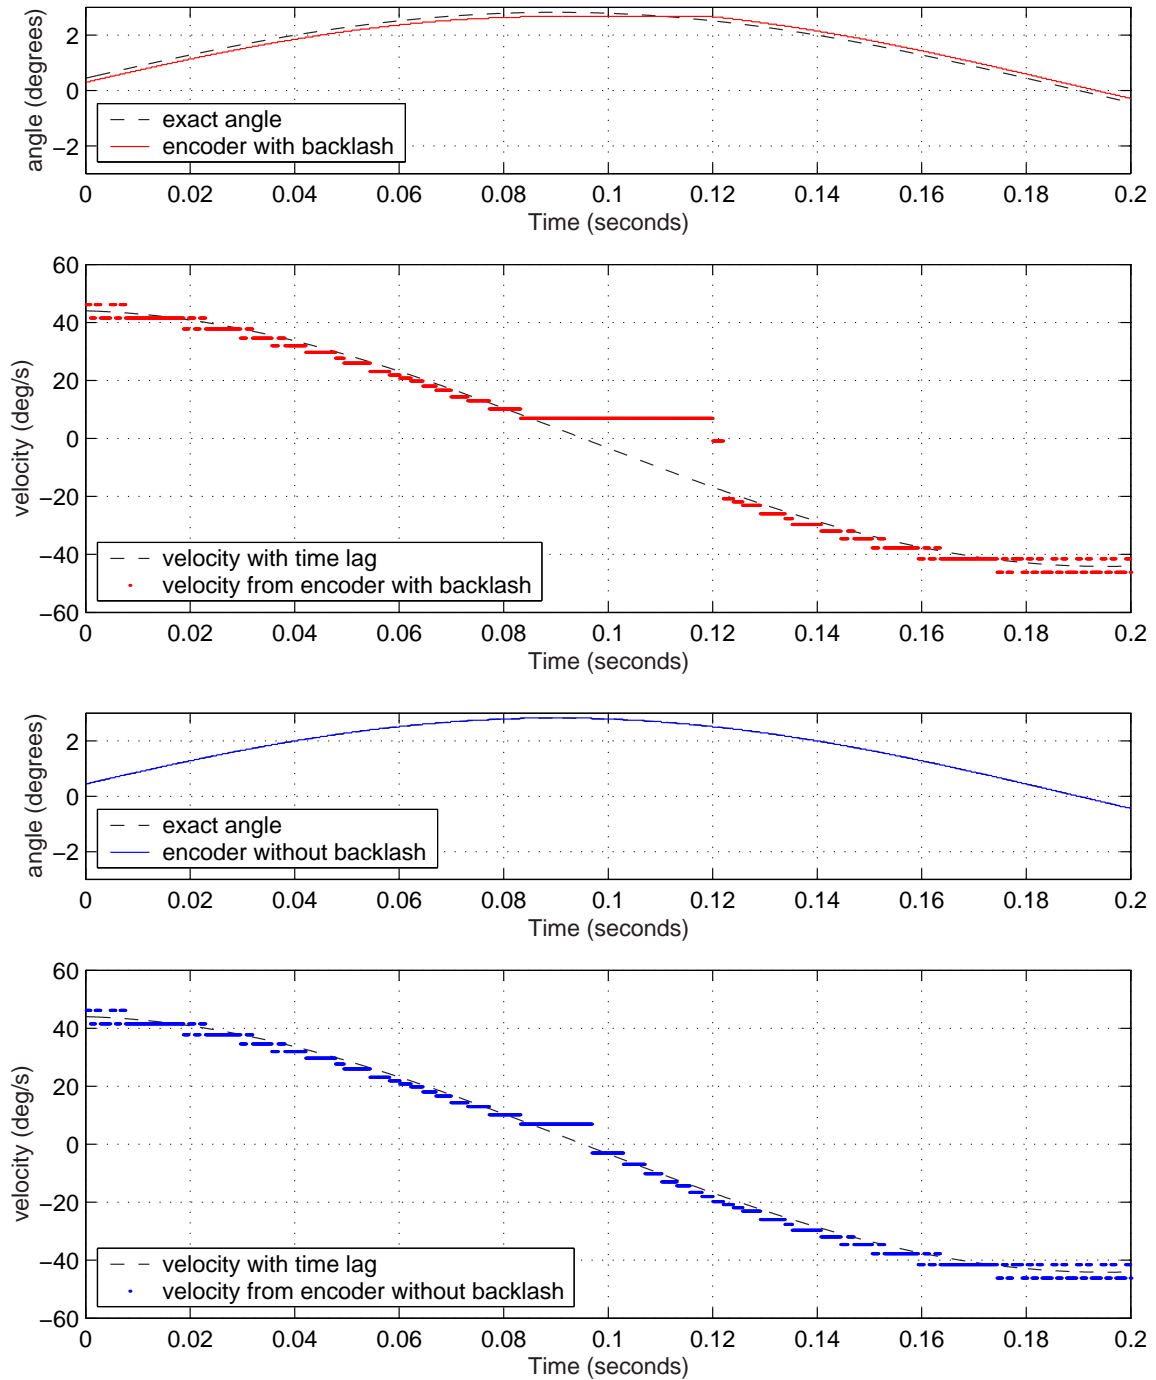 angle (degrees)
2
0
−2
exact angle
encoder with backlash
0 0.02 0.04 0.06 0.08 0.1 0.12 0.14 0.16 0.18 0.2
Time (seconds)
velocity (deg/s)
60
40
20
0
−20
−40
−60
velocity with time lag
velocity from encoder with backlash
0 0.02 0.04 0.06 0.08 0.1 0.12 0.14 0.16 0.18 0.2
Time (seconds)
angle (degrees)
2
0
−2
exact angle
encoder without backlash
0 0.02 0.04 0.06 0.08 0.1 0.12 0.14 0.16 0.18 0.2
Time (seconds)
velocity (deg/s)
60
40
20
0
−20
−40
−60
velocity with time lag
velocity from encoder without backlash
0 0.02 0.04 0.06 0.08 0.1 0.12 0.14 0.16 0.18 0.2
Time (seconds)